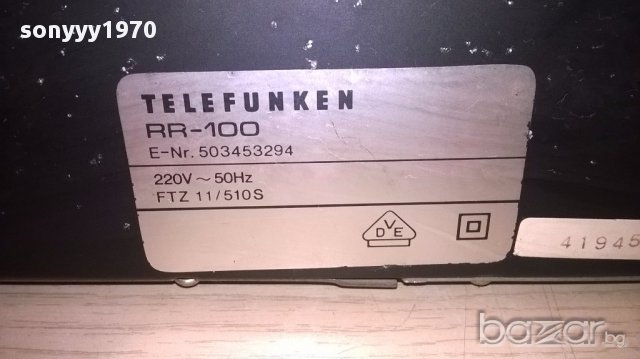 sonyyy1970
TELEFUNKEN
RR-100
E-Nr. 503453294
220V ~ 50Hz
FTZ 11/510S
VDE
41945
bazar.bg